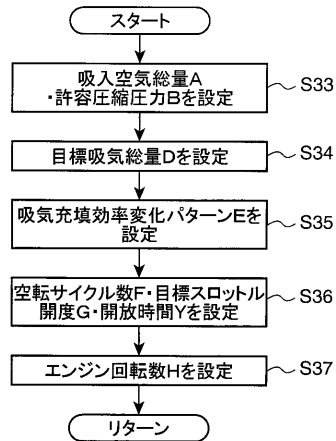 スタート
吸入空気総量A
・許容圧縮圧力Bを設定
S33
目標吸気総量Dを設定
S34
吸気充填効率変化パターンEを
設定
S35
空転サイクル数F・目標スロットル
開度G・開放時間Yを設定
S36
エンジン回転数Hを設定
S37
リターン